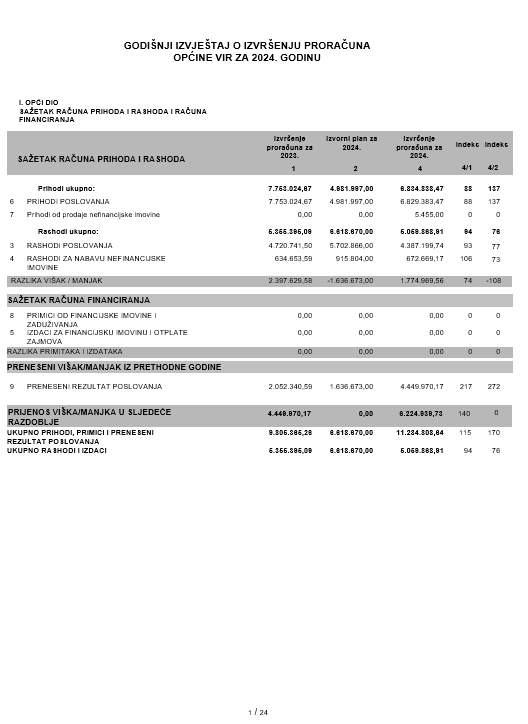 GODIŠNJI IZVJEŠTAJ O IZVRŠENJU PRORAČUNA
OPĆINE VIR ZA 2024. GODINU
I. OPĆI DIO
SAŽETAK RAČUNA PRIHODA I RASHODA I RAČUNA
FINANCIRANJA
SAŽETAK RAČUNA PRIHODA I RASHODA Izvršenje proračuna za 2023. Izvorni plan za 2024. Izvršenje proračuna za 2024. Indeks Indeks
1 2 4 4/1 4/2
Prihodi ukupno: 7.753.024,67 4.981.997,00 6.834.838,47 88 137
6 PRIHODI POSLOVANJA 7.753.024,67 4.981.997,00 6.829.383,47 88 137
7 Prihodi od prodaje nefinancijske imovine 0,00 0,00 5.455,00 0 0
Rashodi ukupno: 5.355.395,09 6.618.670,00 5.059.868,91 94 76
3 RASHODI POSLOVANJA 4.720.741,50 5.702.866,00 4.387.199,74 93 77
4 RASHODI ZA NABAVU NEFINANCIJSKE 634.653,59 915.804,00 672.669,17 106 73
IMOVINE
RAZLIKA VIŠAK / MANJAK 2.397.629,58 -1.636.673,00 1.774.969,56 74 -108
SAŽETAK RAČUNA FINANCIRANJA
8 PRIMICI OD FINANCIJSKE IMOVINE I 0,00 0,00 0,00 0 0
ZADUŽIVANJA
5 IZDACI ZA FINANCIJSKU IMOVINU I OTPLATE 0,00 0,00 0,00 0 0
ZAJMOVA
RAZLIKA PRIMITAKA I IZDATAKA 0,00 0,00 0,00 0 0
PRENESENI VIŠAK/MANJAK IZ PRETHODNE GODINE
9 PRENESENI REZULTAT POSLOVANJA 2.052.340,59 1.636.673,00 4.449.970,17 217 272
PRIJENOS VIŠKA/MANJKA U SLJEDEĆE 4.449.970,17 0,00 6.224.939,73 140 0
RAZDOBLJE
UKUPNO PRIHODI, PRIMICI I PRENESENI 9.805.365,26 6.618.670,00 11.284.808,64 115 170
REZULTAT POSLOVANJA
UKUPNO RASHODI I IZDACI 5.355.395,09 6.618.670,00 5.059.868,91 94 76
1 / 24